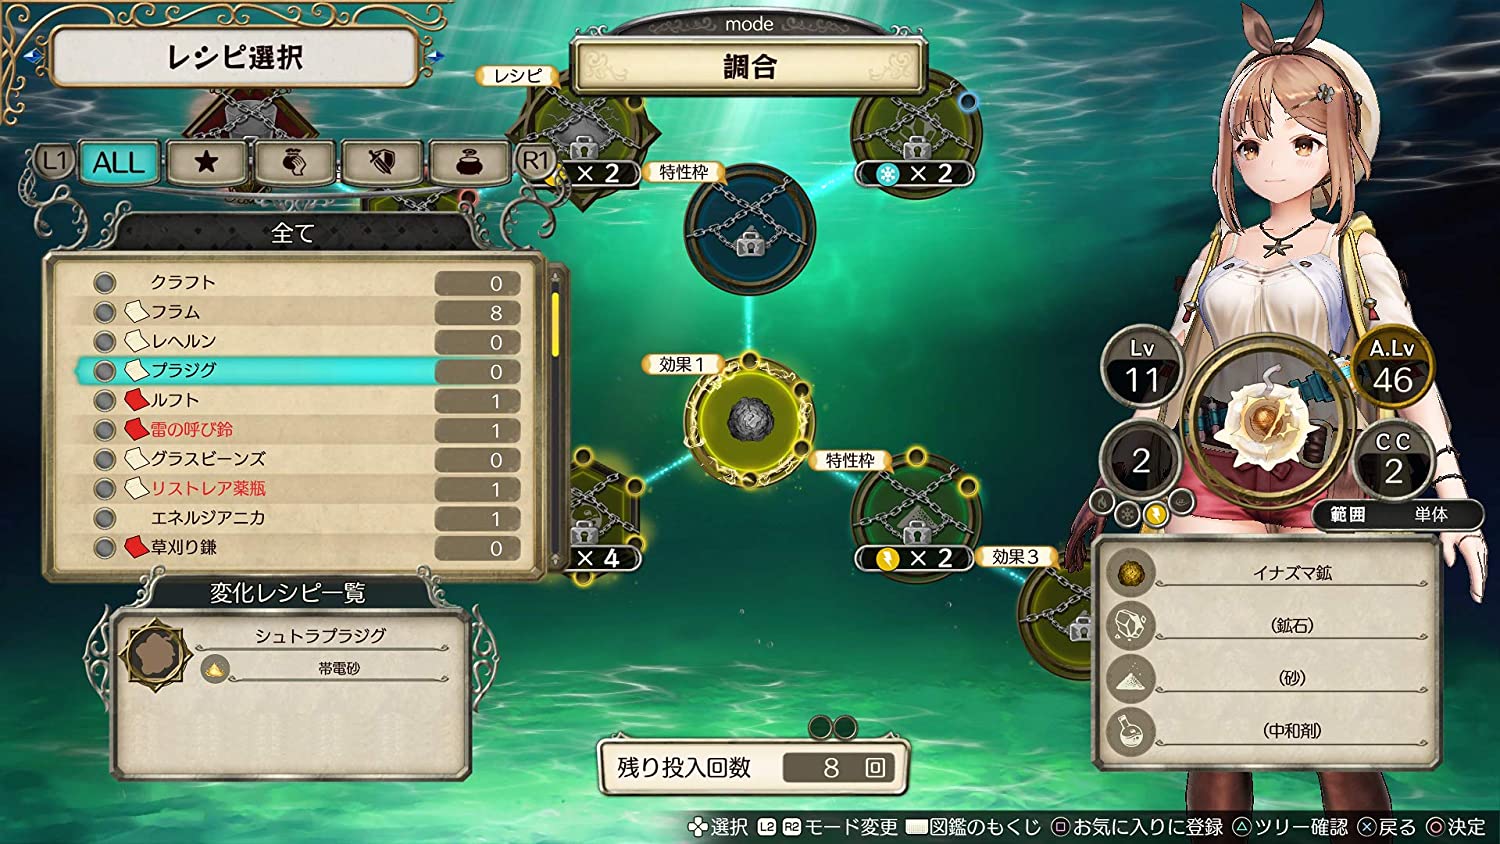 レシピ選択
mode
調合
レシピ
L1
ALL
R1
× 2
特性枠
× 2
全て
クラフト 0
フラム 8
レヘルン 0
プラジグ 0
ルフト 1
雷の呼び鈴 1
グラスビーンズ 0
リストレア薬瓶 1
エネルジアニカ 1
草刈り鎌 0
効果1
特性枠
× 4
× 2
効果3
Lv
11
A.Lv
46
2
CC
2
範囲 単体
イナズマ鉱
(鉱石)
(砂)
(中和剤)
変化レシピ一覧
シュトラプラジグ
帯電砂
残り投入回数 8 回
選択 L2 R2 モード変更 図鑑のもくじ お気に入りに登録 ツリー確認 戻る 決定